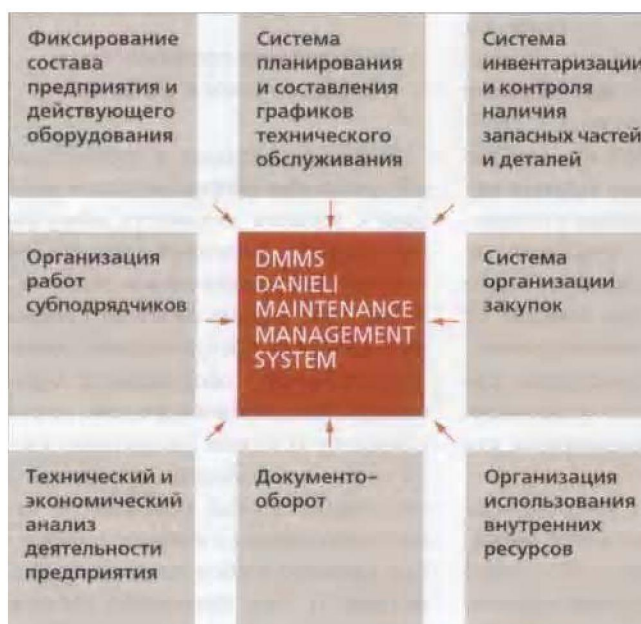 Фиксирование
состава
предприятия и
действующего
оборудования
Система
планирования
и составления
графиков
технического
обслуживания
Система
инвентаризации
и контроля
наличия
запасных частей
и деталей
Организация
работ
субподрядчиков
DMMS
DANIELI
MAINTENANCE
MANAGEMENT
SYSTEM
Система
организации
закупок
Технический и
экономический
анализ
деятельности
предприятия
Документо–
оборот
Организация
использования
внутренних
ресурсов